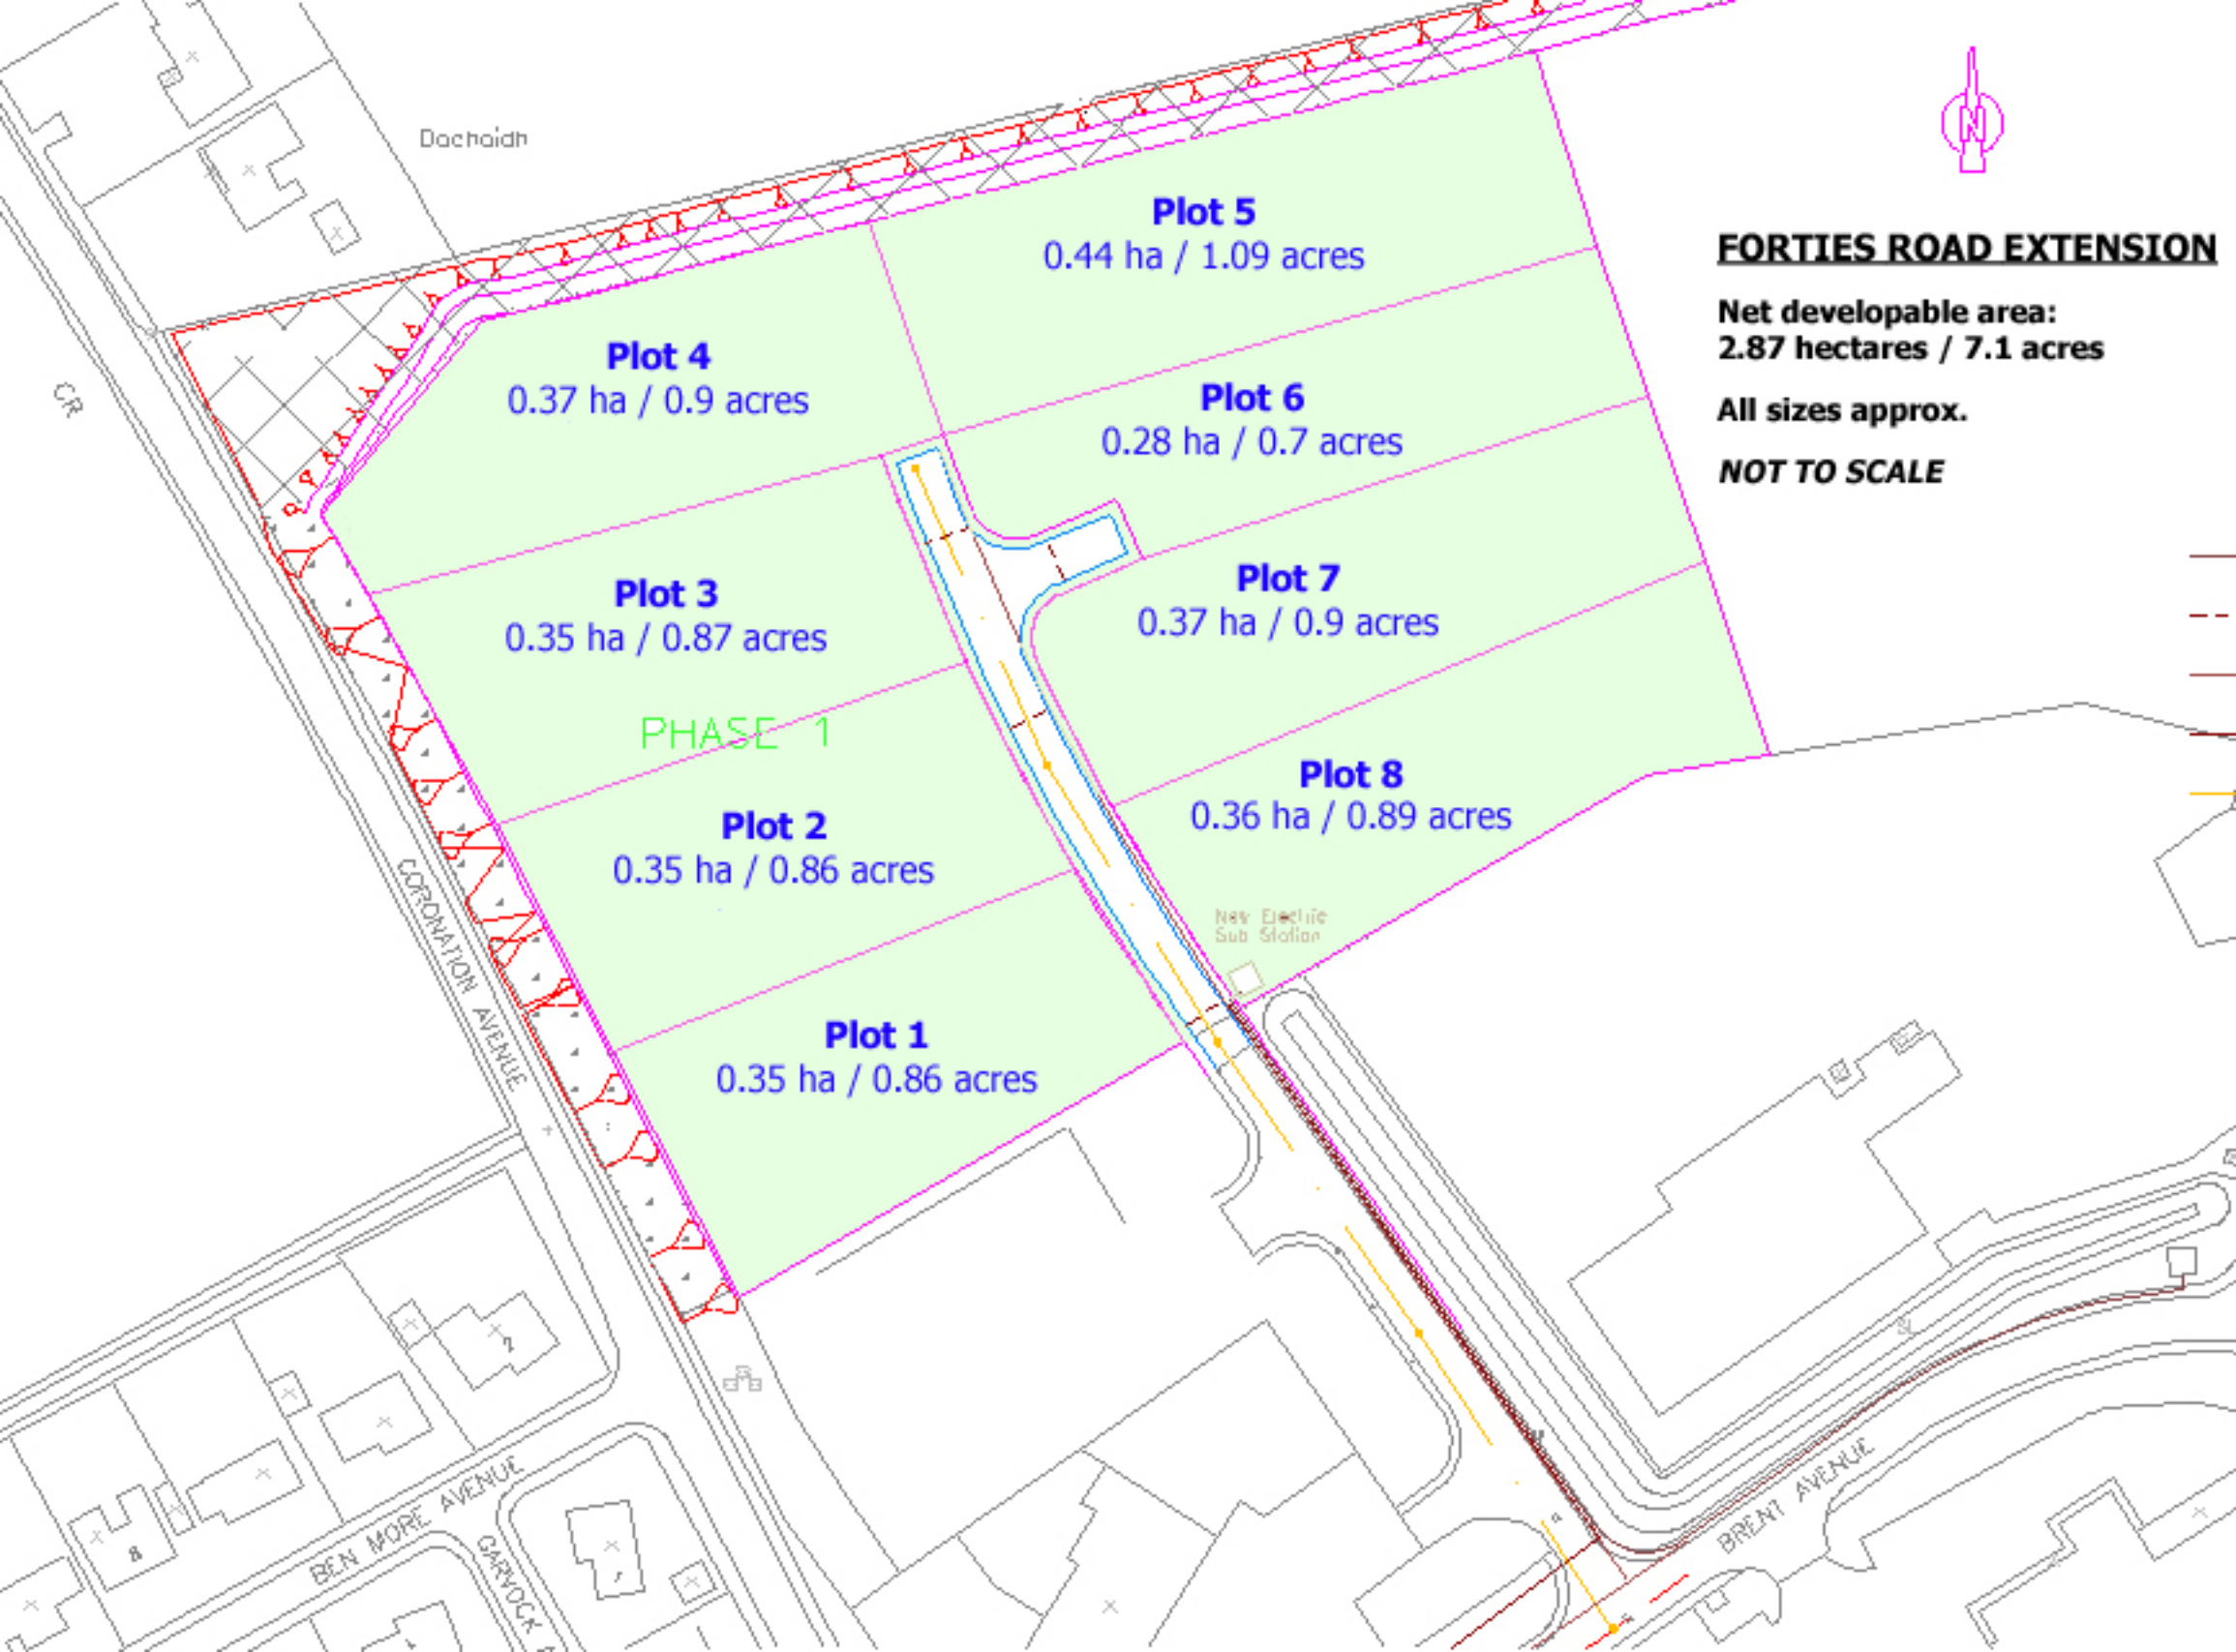 Dachaidh
N
FORTIES ROAD EXTENSION
Net developable area:
2.87 hectares / 7.1 acres
All sizes approx.
NOT TO SCALE
Plot 5
0.44 ha / 1.09 acres
Plot 4
0.37 ha / 0.9 acres
Plot 6
0.28 ha / 0.7 acres
CR
Plot 3
0.35 ha / 0.87 acres
Plot 7
0.37 ha / 0.9 acres
PHASE 1
Plot 2
0.35 ha / 0.86 acres
Plot 8
0.36 ha / 0.89 acres
New Electric
Sub Station
CORONATION AVENUE
Plot 1
0.35 ha / 0.86 acres
2
8
BEN MORE AVENUE
GARVOCK
BRENT AVENUE